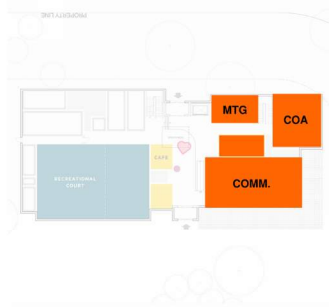 PROPERTY LINE
MTG
COA
CAFE
RECREATIONAL
COURT
COMM.